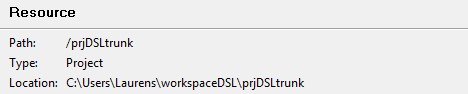 Resource
Path: /prjDSLtrunk
Type: Project
Location: C:\Users\Laurens\workspaceDSL\prjDSLtrunk